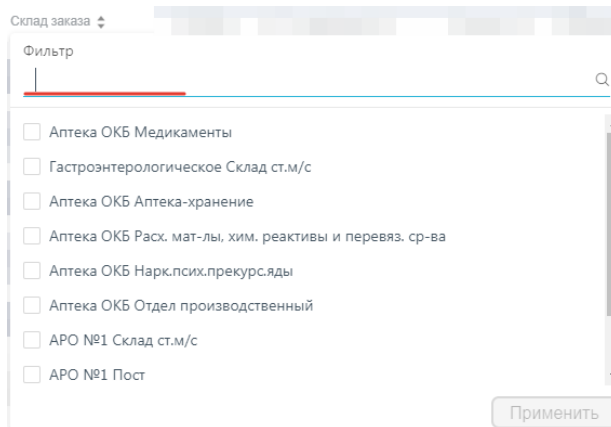 Склад заказа
Фильтр
Аптека ОКБ Медикаменты
Гастроэнтерологическое Склад ст.м/с
Аптека ОКБ Аптека-хранение
Аптека ОКБ Расх. мат-лы, хим. реактивы и перевяз. ср-ва
Аптека ОКБ Нарк.псих.прекурс.яды
Аптека ОКБ Отдел производственный
АРО №1 Склад ст.м/с
АРО №1 Пост
Применить